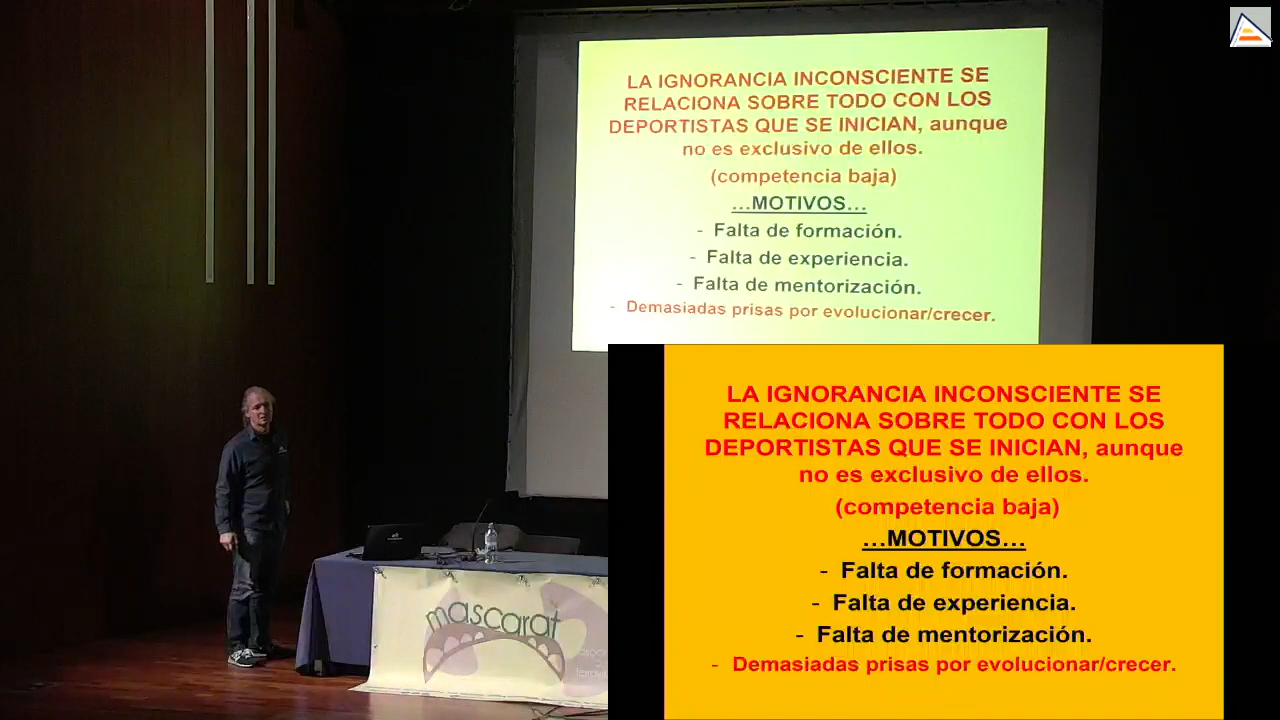 LA IGNORANCIA INCONSCIENTE SE
RELACIONA SOBRE TODO CON LOS
DEPORTISTAS QUE SE INICIAN, aunque
no es exclusivo de ellos.
(competencia baja)
...MOTIVOS...
- Falta de formación.
- Falta de experiencia.
- Falta de mentorización.
- Demasiadas prisas por evolucionar/crecer.
LA IGNORANCIA INCONSCIENTE SE
RELACIONA SOBRE TODO CON LOS
DEPORTISTAS QUE SE INICIAN, aunque
no es exclusivo de ellos.
(competencia baja)
...MOTIVOS...
- Falta de formación.
- Falta de experiencia.
- Falta de mentorización.
- Demasiadas prisas por evolucionar/crecer.
mascarat